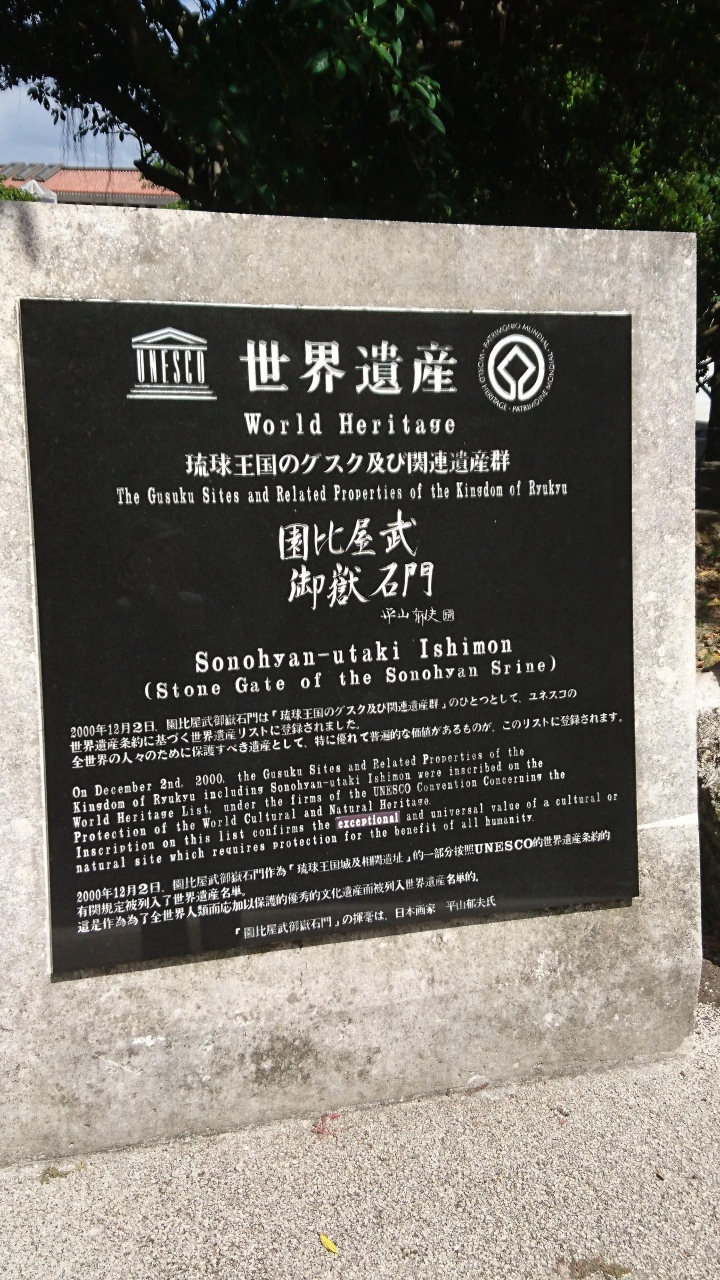 UNESCO
世界遺産
WORLD HERITAGE · PATRIMONIO MUNDIAL · PATRIMOINE MONDIAL
World Heritage
琉球王国のグスク及び関連遺産群
The Gusuku Sites and Related Properties of the Kingdom of Ryukyu
園比屋武
御嶽石門
平山郁夫
Sonohyan-utaki Ishimon
(Stone Gate of the Sonohyan Srine)
2000年12月2日、園比屋武御嶽石門は『琉球王国のグスク及び関連遺産群』のひとつとして、ユネスコの
世界遺産条約に基づく世界遺産リストに登録されました。
全世界の人々のために保護すべき遺産として、特に優れて普遍的な価値があるものが、このリストに登録されます。
On December 2nd, 2000, the Gusuku Sites and Related Properties of the
Kingdom of Ryukyu including Sonohyan-utaki Ishimon were inscribed on the
World Heritage List, under the firms of the UNESCO Convention Concerning the
Protection of the World Cultural and Natural Heritage.
Inscription on this list confirms the exceptional and universal value of a cultural or
natural site which requires protection for the benefit of all humanity.
2000年12月2日、園比屋武御嶽石門作為『琉球王国城及相関遺址』的一部分按照UNESCO的世界遺産条約的
有関規定被列入了世界遺産名単。
這是作為為了全世界人類而応加以保護的優秀的文化遺産而被列入世界遺産名単的。
『園比屋武御嶽石門』の揮毫は、日本画家 平山郁夫氏